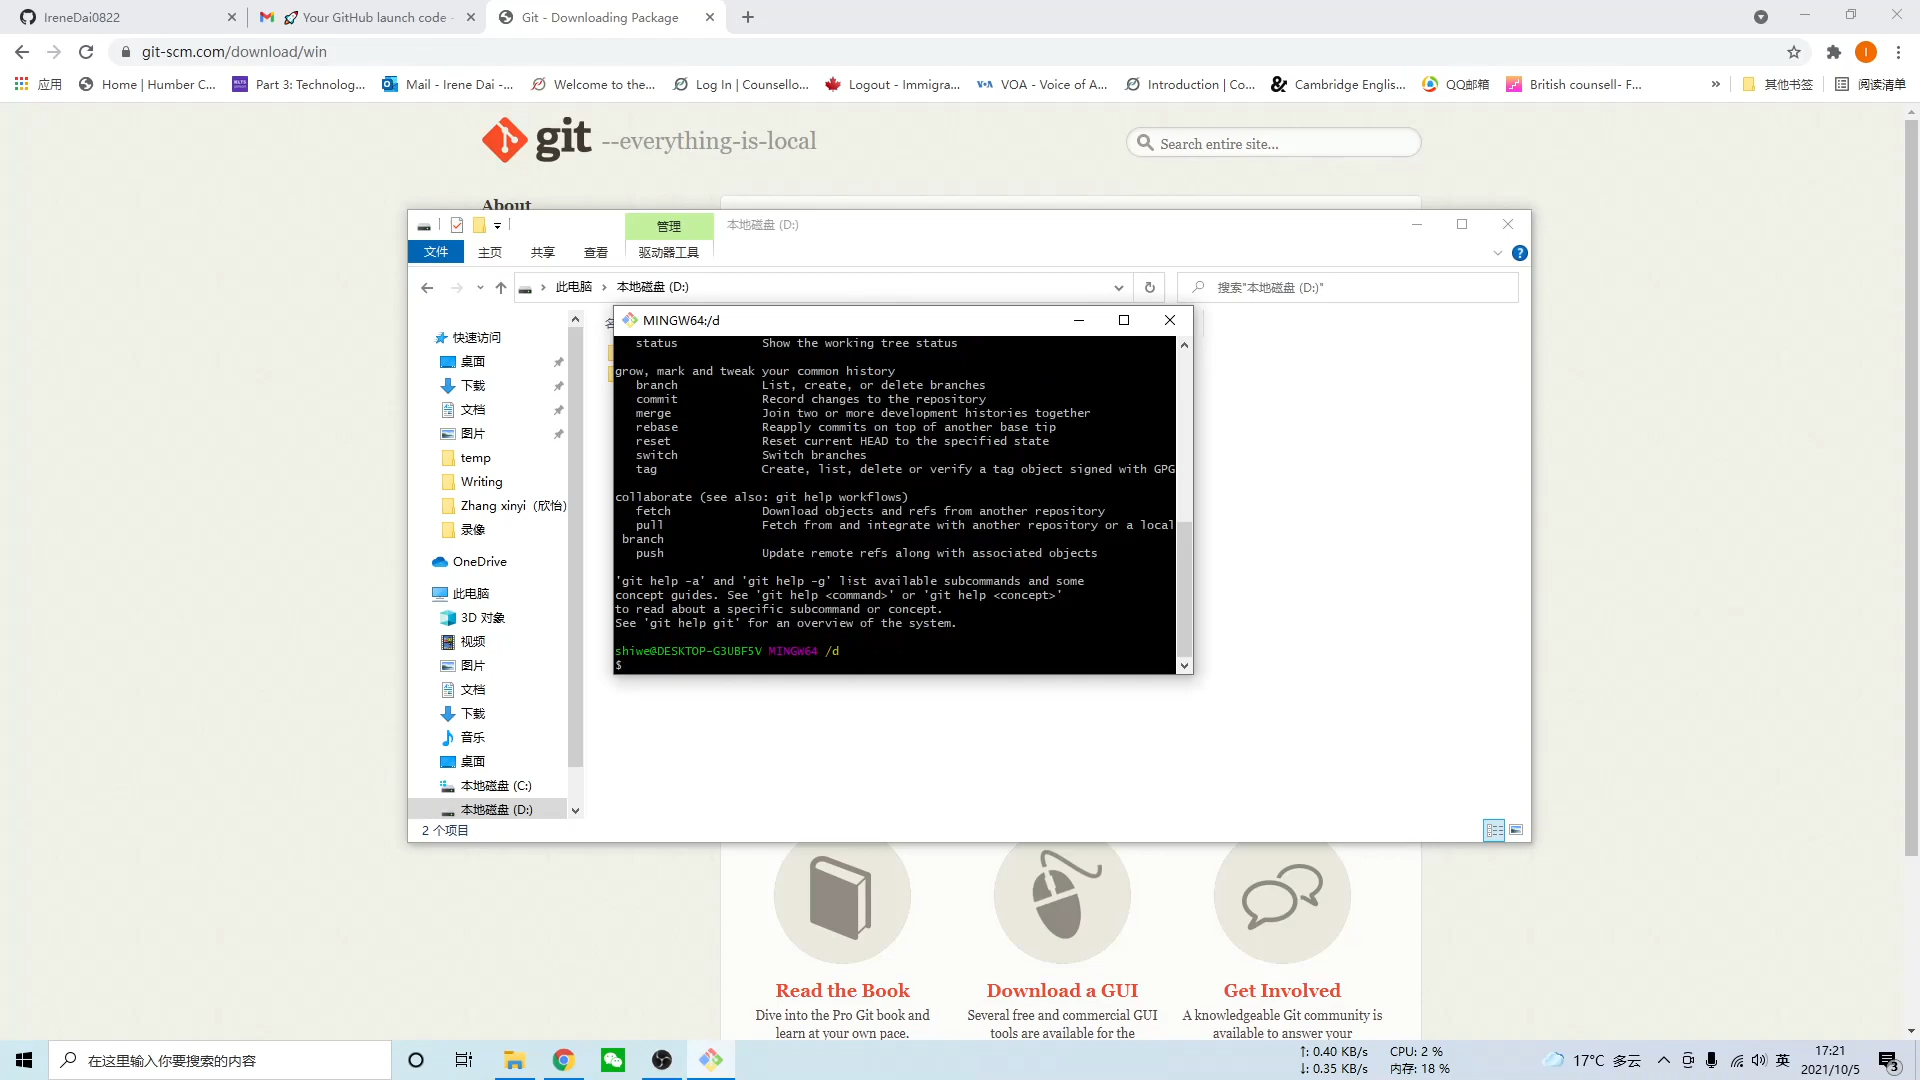 IreneDai0822
Your GitHub launch code -
Git - Downloading Package
git-scm.com/download/win
应用
Home | Humber C...
Part 3: Technolog...
Mail - Irene Dai -...
Welcome to the...
Log In | Counsello...
Logout - Immigra...
VOA - Voice of A...
Introduction | Co...
Cambridge Englis...
QQ邮箱
British counsell- F...
其他书签
阅读清单
git --everything-is-local
Search entire site...
About
管理
本地磁盘 (D:)
文件
主页
共享
查看
驱动器工具
此电脑
本地磁盘 (D:)
搜索"本地磁盘 (D:)"
快速访问
桌面
下载
文档
图片
temp
Writing
Zhang xinyi（欣怡）
录像
OneDrive
此电脑
3D 对象
视频
图片
文档
下载
音乐
桌面
本地磁盘 (C:)
本地磁盘 (D:)
2 个项目
MINGW64:/d
status Show the working tree status
grow, mark and tweak your common history
branch List, create, or delete branches
commit Record changes to the repository
merge Join two or more development histories together
rebase Reapply commits on top of another base tip
reset Reset current HEAD to the specified state
switch Switch branches
tag Create, list, delete or verify a tag object signed with GPG
collaborate (see also: git help workflows)
fetch Download objects and refs from another repository
pull Fetch from and integrate with another repository or a local
branch
push Update remote refs along with associated objects
'git help -a' and 'git help -g' list available subcommands and some
concept guides. See 'git help <command>' or 'git help <concept>'
to read about a specific subcommand or concept.
See 'git help git' for an overview of the system.
shiwe@DESKTOP-G3UBF5V MINGW64 /d
$
Read the Book
Dive into the Pro Git book and
learn at your own pace.
Download a GUI
Several free and commercial GUI
tools are available for the
Get Involved
A knowledgeable Git community is
available to answer your
在这里输入你要搜索的内容
↑: 0.40 KB/s
↓: 0.35 KB/s
CPU: 2 %
内存: 18 %
17°C 多云
英
17:21
2021/10/5
3